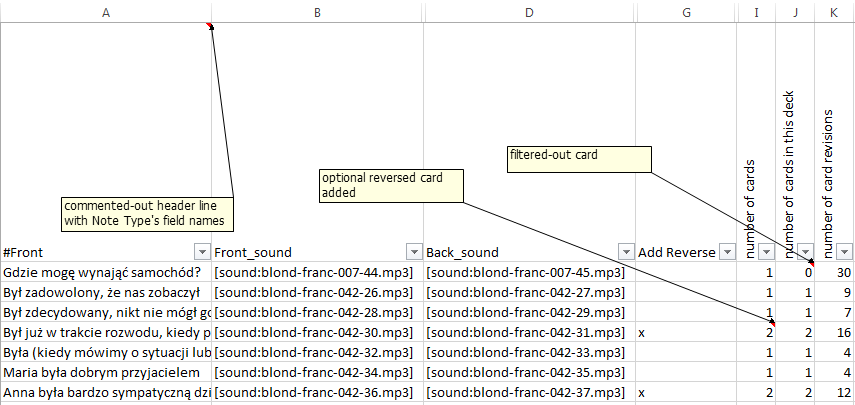 A B D G I J K
number of cards
number of cards in this deck
number of card revisions
filtered-out card
optional reversed card
added
commented-out header line
with Note Type's field names
#Front Front_sound Back_sound Add Reverse
Gdzie mogę wynająć samochód? [sound:blond-franc-007-44.mp3] [sound:blond-franc-007-45.mp3] 1 0 30
Był zadowolony, że nas zobaczył [sound:blond-franc-042-26.mp3] [sound:blond-franc-042-27.mp3] 1 1 9
Był zdecydowany, nikt nie mógł go [sound:blond-franc-042-28.mp3] [sound:blond-franc-042-29.mp3] 1 1 7
Był już w trakcie rozwodu, kiedy p [sound:blond-franc-042-30.mp3] [sound:blond-franc-042-31.mp3] x 2 2 16
Była (kiedy mówimy o sytuacji lub [sound:blond-franc-042-32.mp3] [sound:blond-franc-042-33.mp3] 1 1 4
Maria była dobrym przyjacielem [sound:blond-franc-042-34.mp3] [sound:blond-franc-042-35.mp3] 1 1 4
Anna była bardzo sympatyczną dzi [sound:blond-franc-042-36.mp3] [sound:blond-franc-042-37.mp3] x 2 2 12